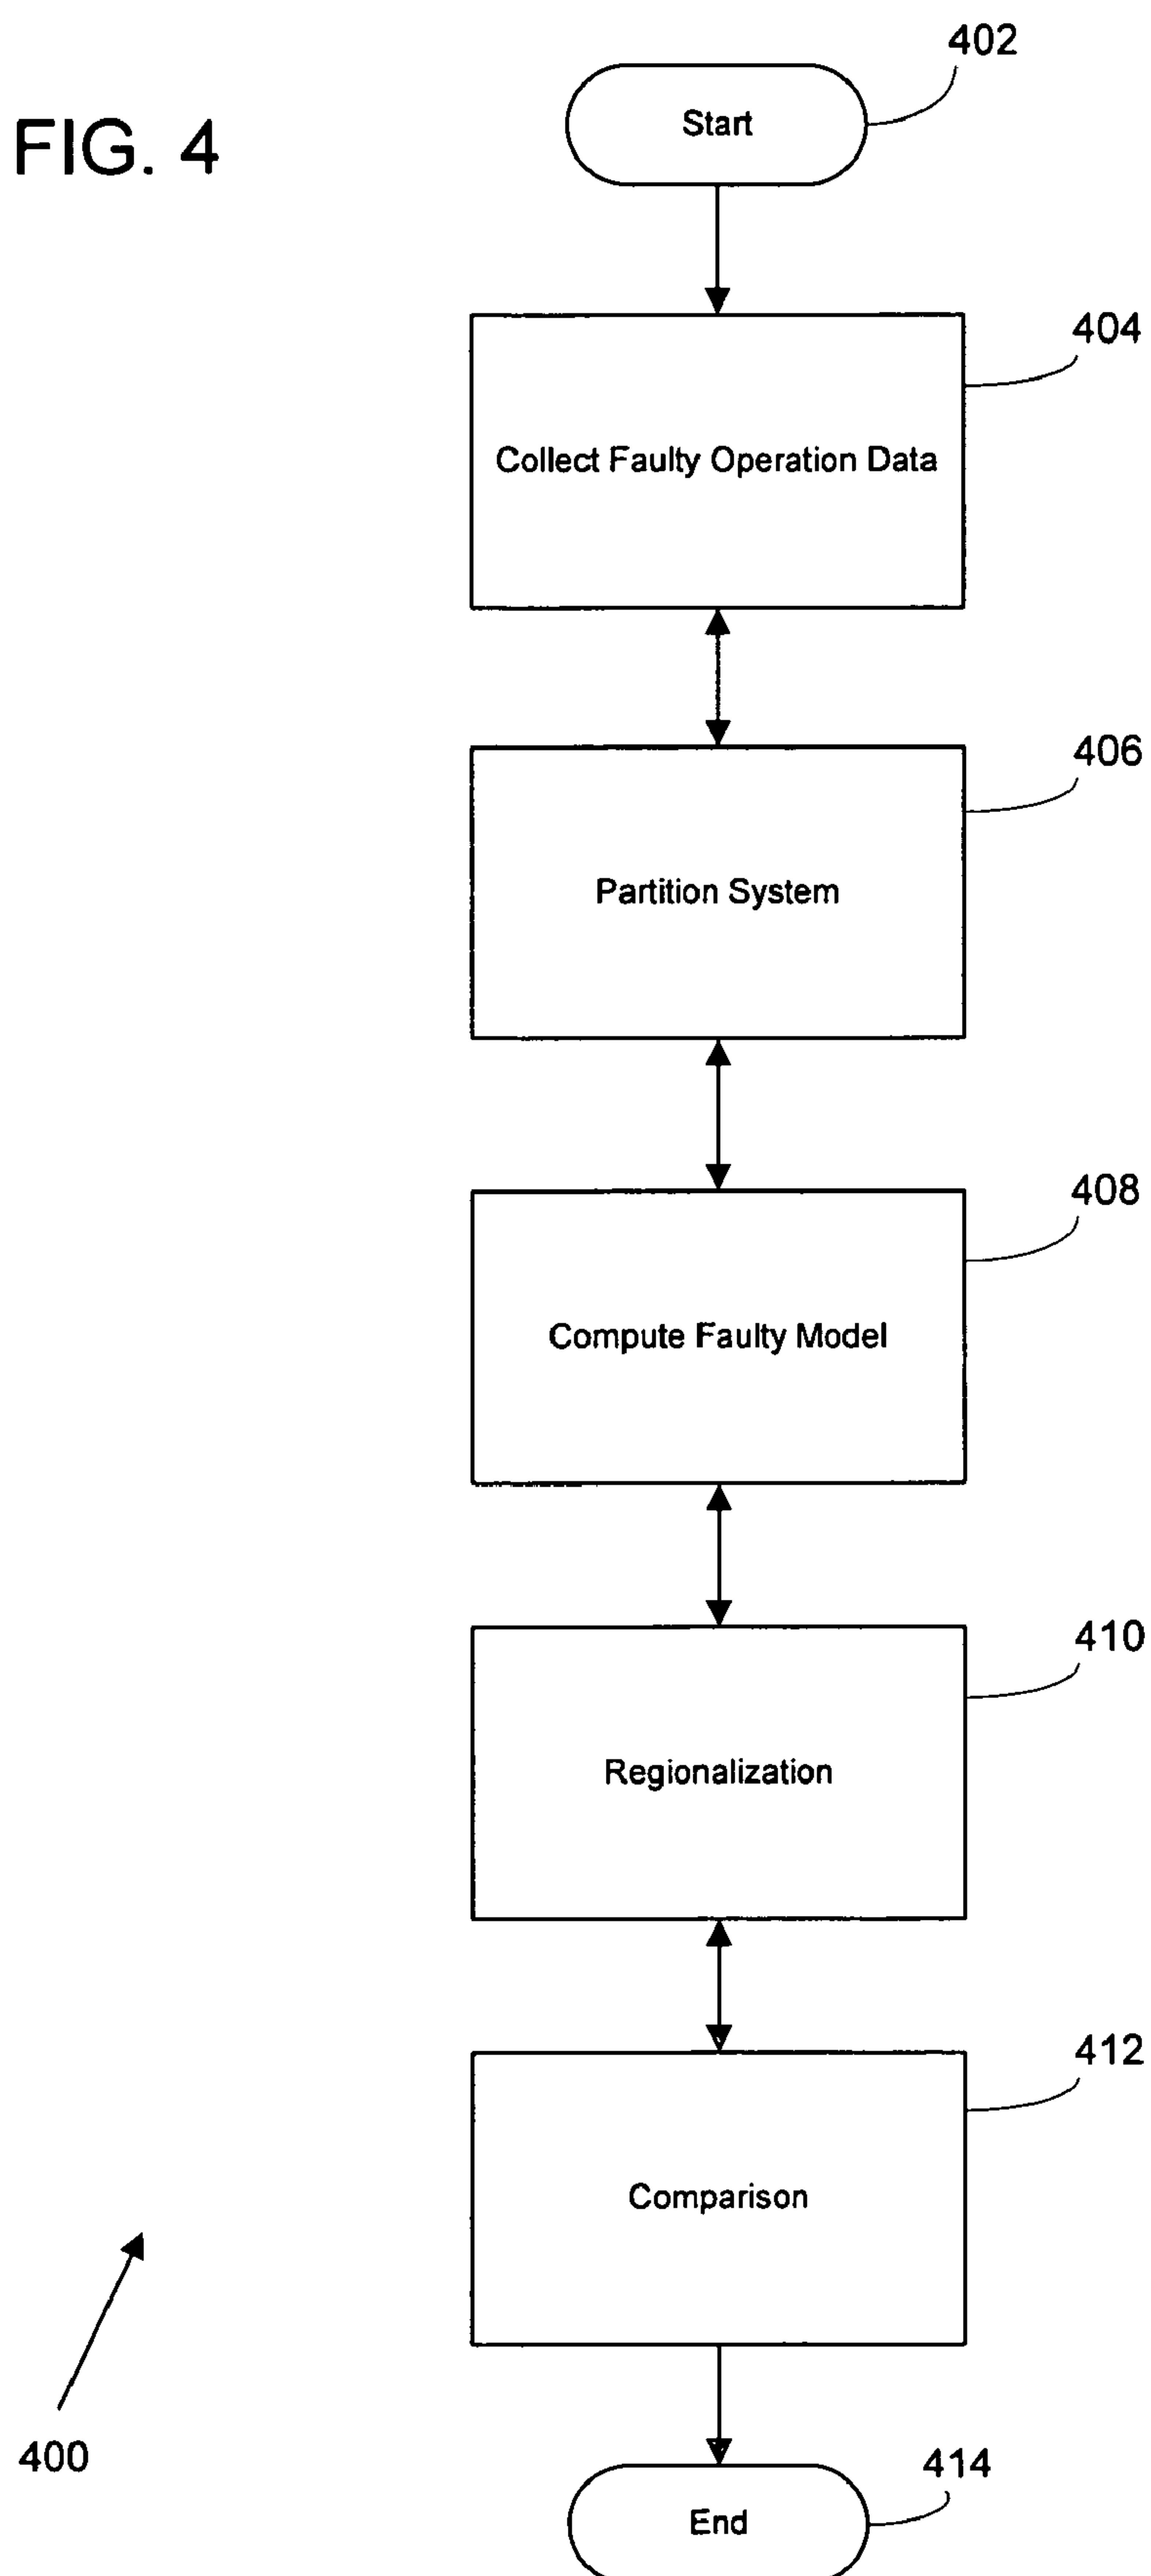 402
Start
FIG. 4
404
Collect Faulty Operation Data
406
Partition System
408
Compute Faulty Model
410
Regionalization
412
Comparison
400
414
End